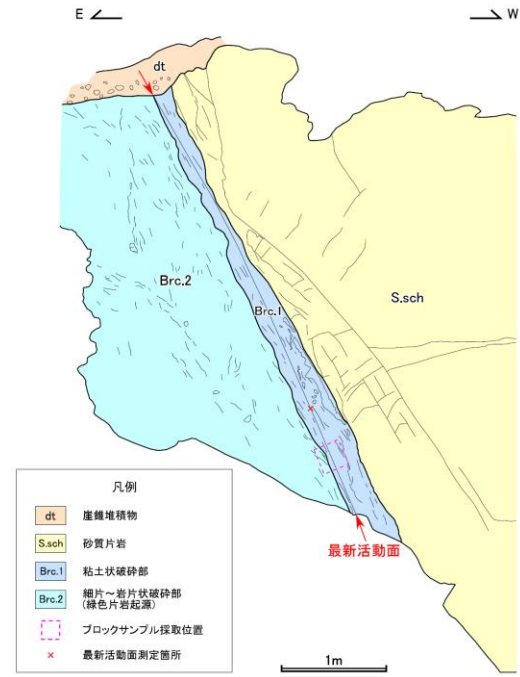 E
W
dt
Brc.2
Brc.1
S.sch
最新活動面
凡例
dt 崖錐堆積物
S.sch 砂質片岩
Brc.1 粘土状破砕部
Brc.2 細片～岩片状破砕部
(緑色片岩起源)
ブロックサンプル採取位置
× 最新活動面測定箇所
1m